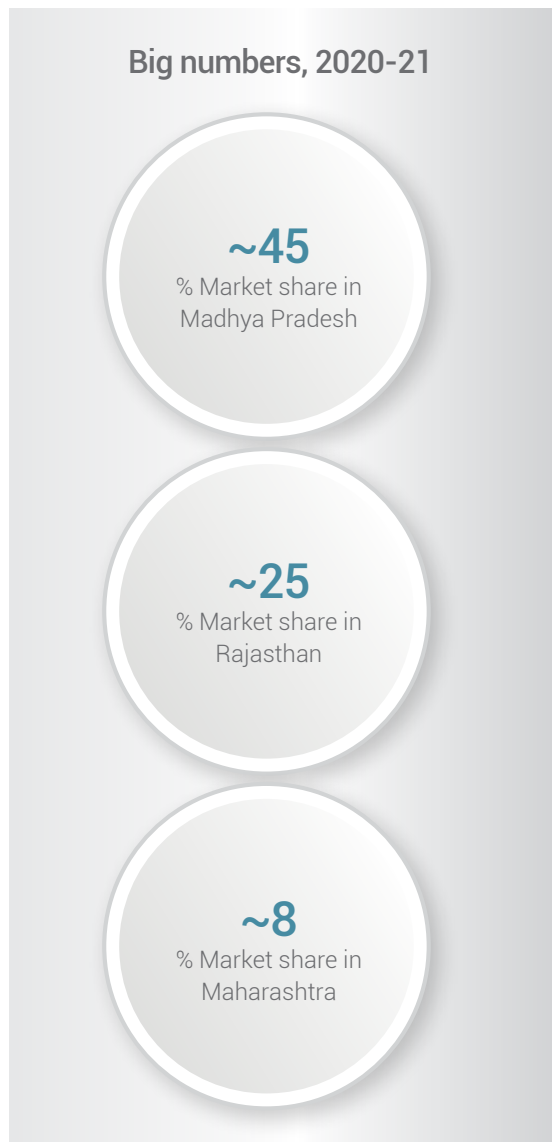 Big numbers, 2020-21
~45
% Market share in
Madhya Pradesh
~25
% Market share in
Rajasthan
~8
% Market share in
Maharashtra